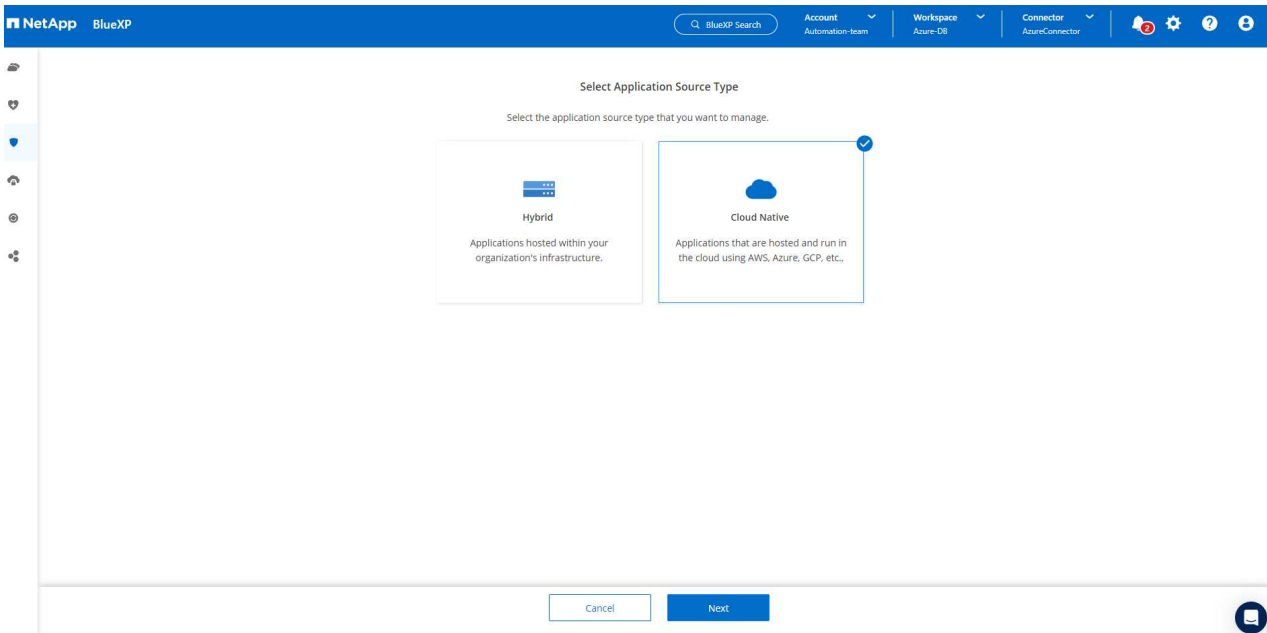 NetApp BlueXP
BlueXP Search
Account
Automation-team
Workspace
Azure-DB
Connector
AzureConnector
2
Select Application Source Type
Select the application source type that you want to manage.
Hybrid
Applications hosted within your
organization's infrastructure.
Cloud Native
Applications that are hosted and run in
the cloud using AWS, Azure, GCP, etc.,
Cancel
Next